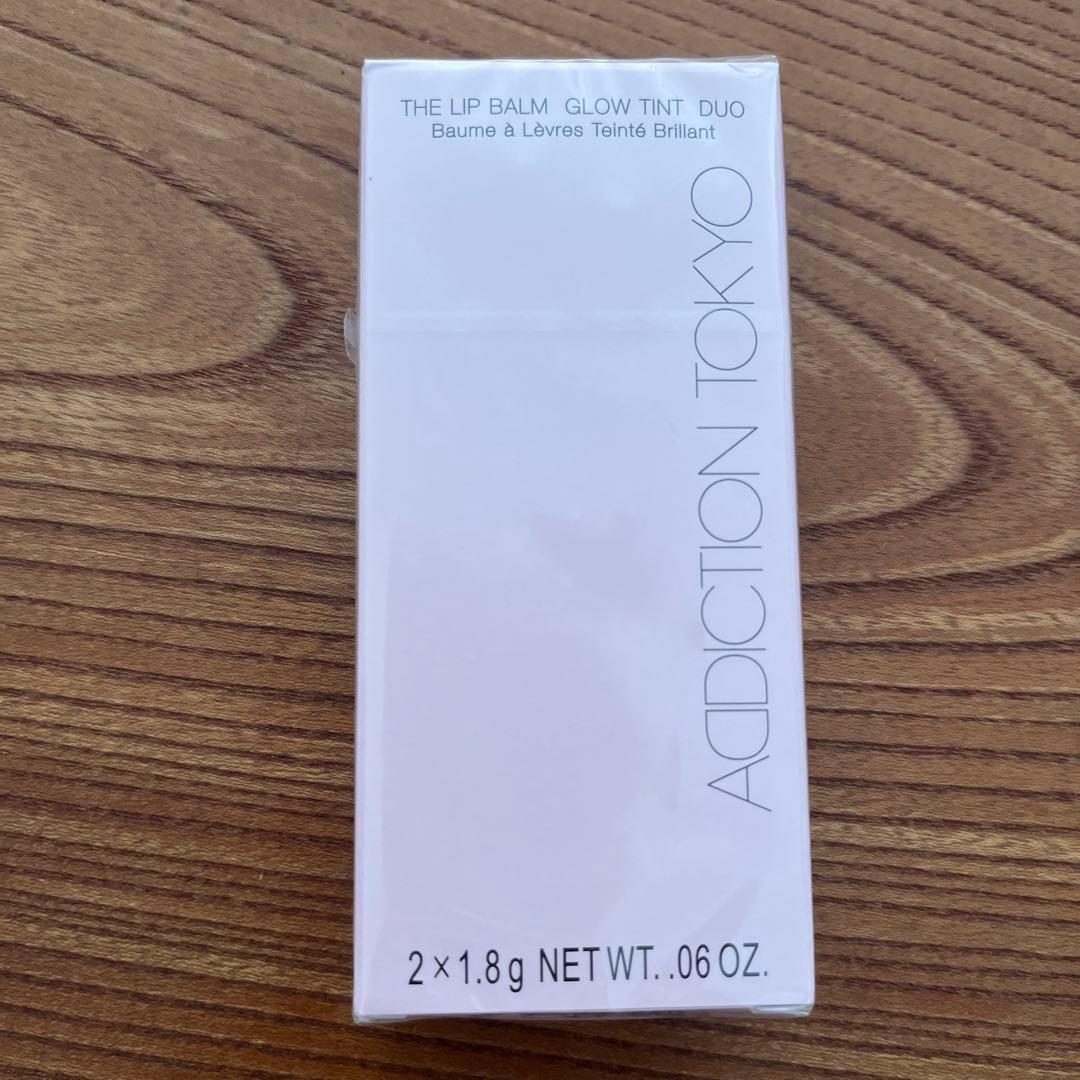 THE LIP BALM GLOW TINT DUO
Baume à Lèvres Teinté Brillant
ADDICTION TOKYO
2×1.8g NET WT. .06 OZ.